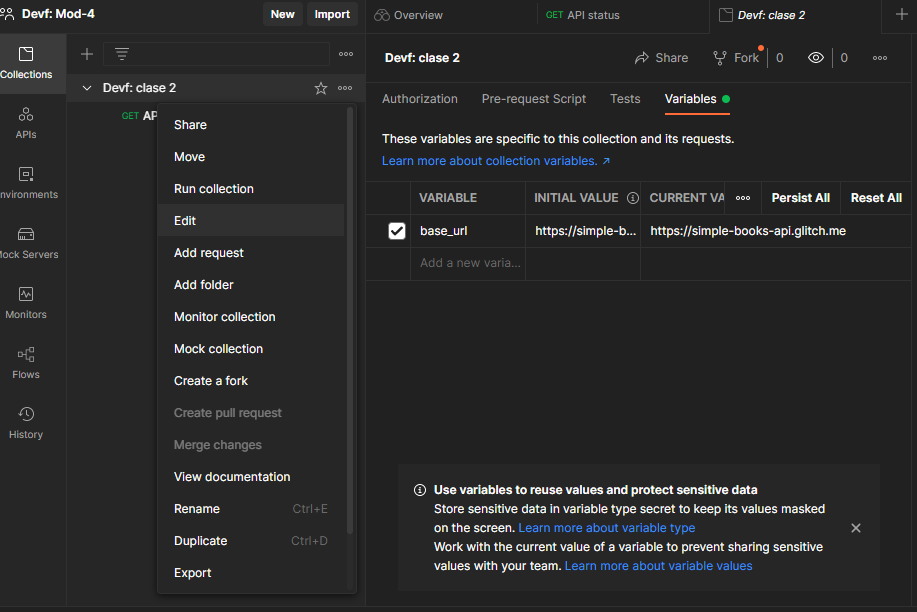 Devf: Mod-4
New
Import
Overview
GET API status
Devf: clase 2
Collections
APIs
nvironments
Mock Servers
Monitors
Flows
History
Devf: clase 2
GET AP
Share
Move
Run collection
Edit
Add request
Add folder
Monitor collection
Mock collection
Create a fork
Create pull request
Merge changes
View documentation
Rename Ctrl+E
Duplicate Ctrl+D
Export
Devf: clase 2
Share
Fork
0
0
Authorization
Pre-request Script
Tests
Variables
These variables are specific to this collection and its requests.
Learn more about collection variables. ↗
VARIABLE
INITIAL VALUE
CURRENT VA
Persist All
Reset All
base_url
https://simple-b...
https://simple-books-api.glitch.me
Add a new varia...
Use variables to reuse values and protect sensitive data
Store sensitive data in variable type secret to keep its values masked
on the screen. Learn more about variable type
Work with the current value of a variable to prevent sharing sensitive
values with your team. Learn more about variable values